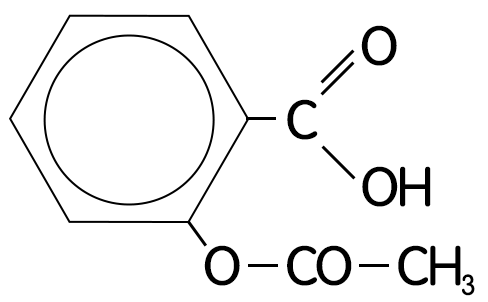 O
C
OH
O — CO — CH₃